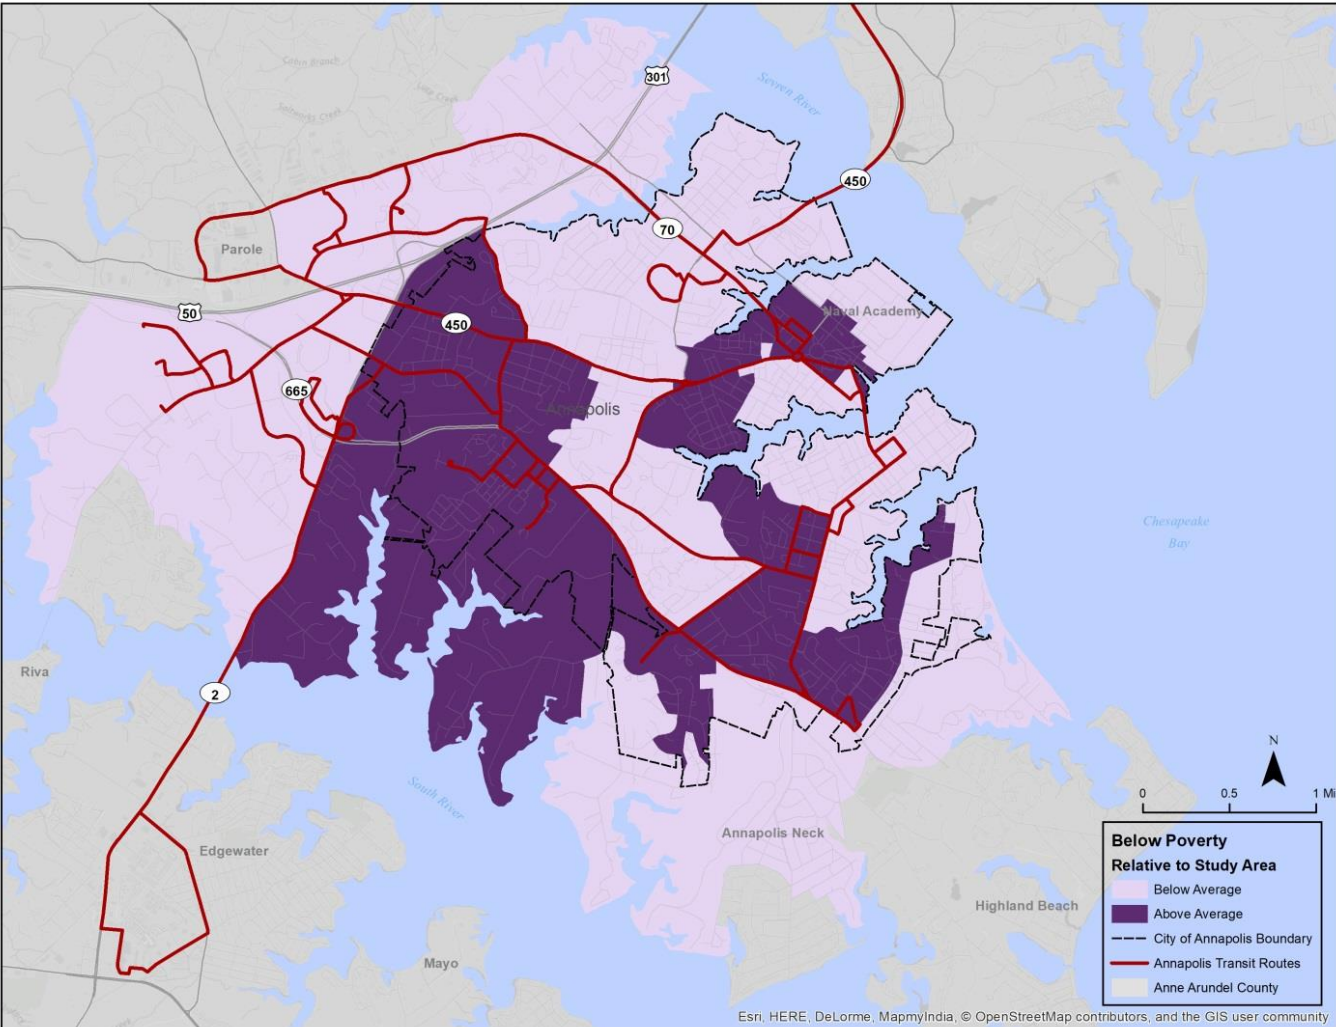 301
Severn River
450
70
Parole
50
Naval Academy
450
665
Annapolis
Chesapeake
Bay
Riva
2
South River
Edgewater
Annapolis Neck
Highland Beach
Mayo
N
0 0.5 1 Mi
Below Poverty
Relative to Study Area
Below Average
Above Average
City of Annapolis Boundary
Annapolis Transit Routes
Anne Arundel County
Esri, HERE, DeLorme, MapmyIndia, © OpenStreetMap contributors, and the GIS user community